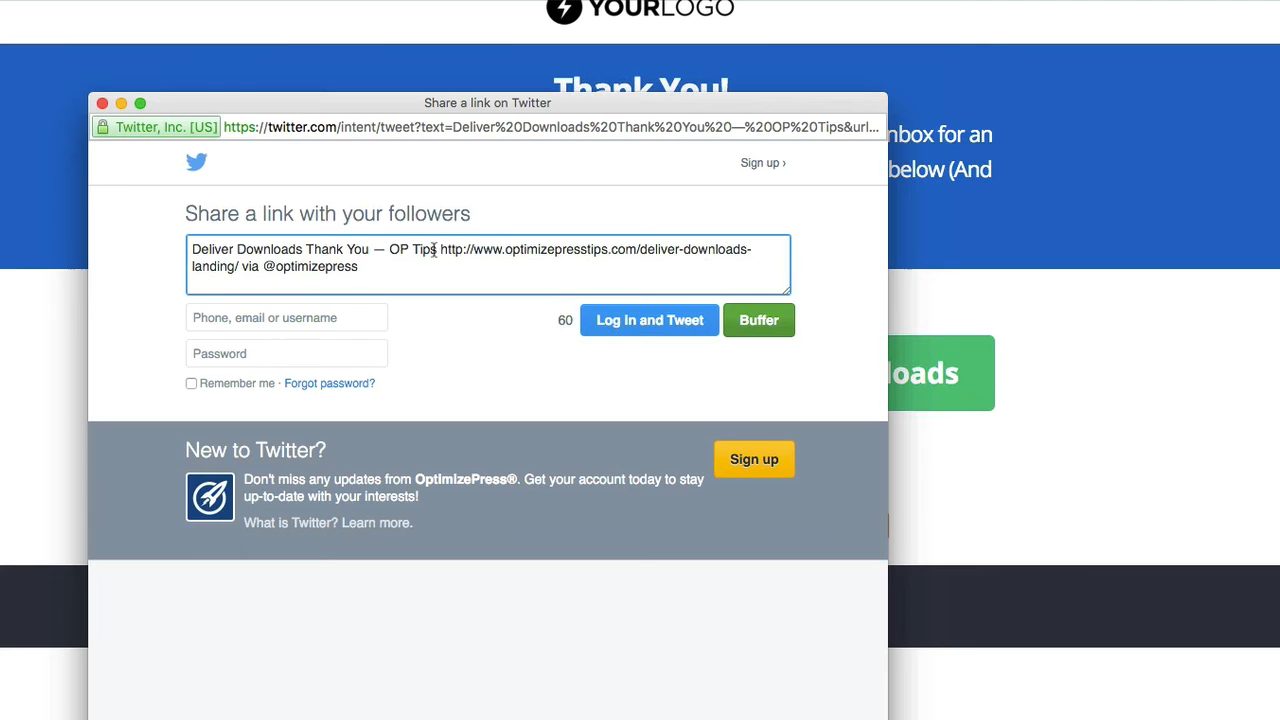 YOURLOGO
Thank You!
Share a link on Twitter
Twitter, Inc. [US] https://twitter.com/intent/tweet?text=Deliver%20Downloads%20Thank%20You%20—%20OP%20Tips&url...
nbox for an
below (And
Sign up ›
Share a link with your followers
Deliver Downloads Thank You — OP Tips http://www.optimizepresstips.com/deliver-downloads-
landing/ via @optimizepress
Phone, email or username
60 Log in and Tweet Buffer
Password
loads
Remember me · Forgot password?
New to Twitter?
Sign up
Don't miss any updates from OptimizePress®. Get your account today to stay
up-to-date with your interests!
What is Twitter? Learn more.